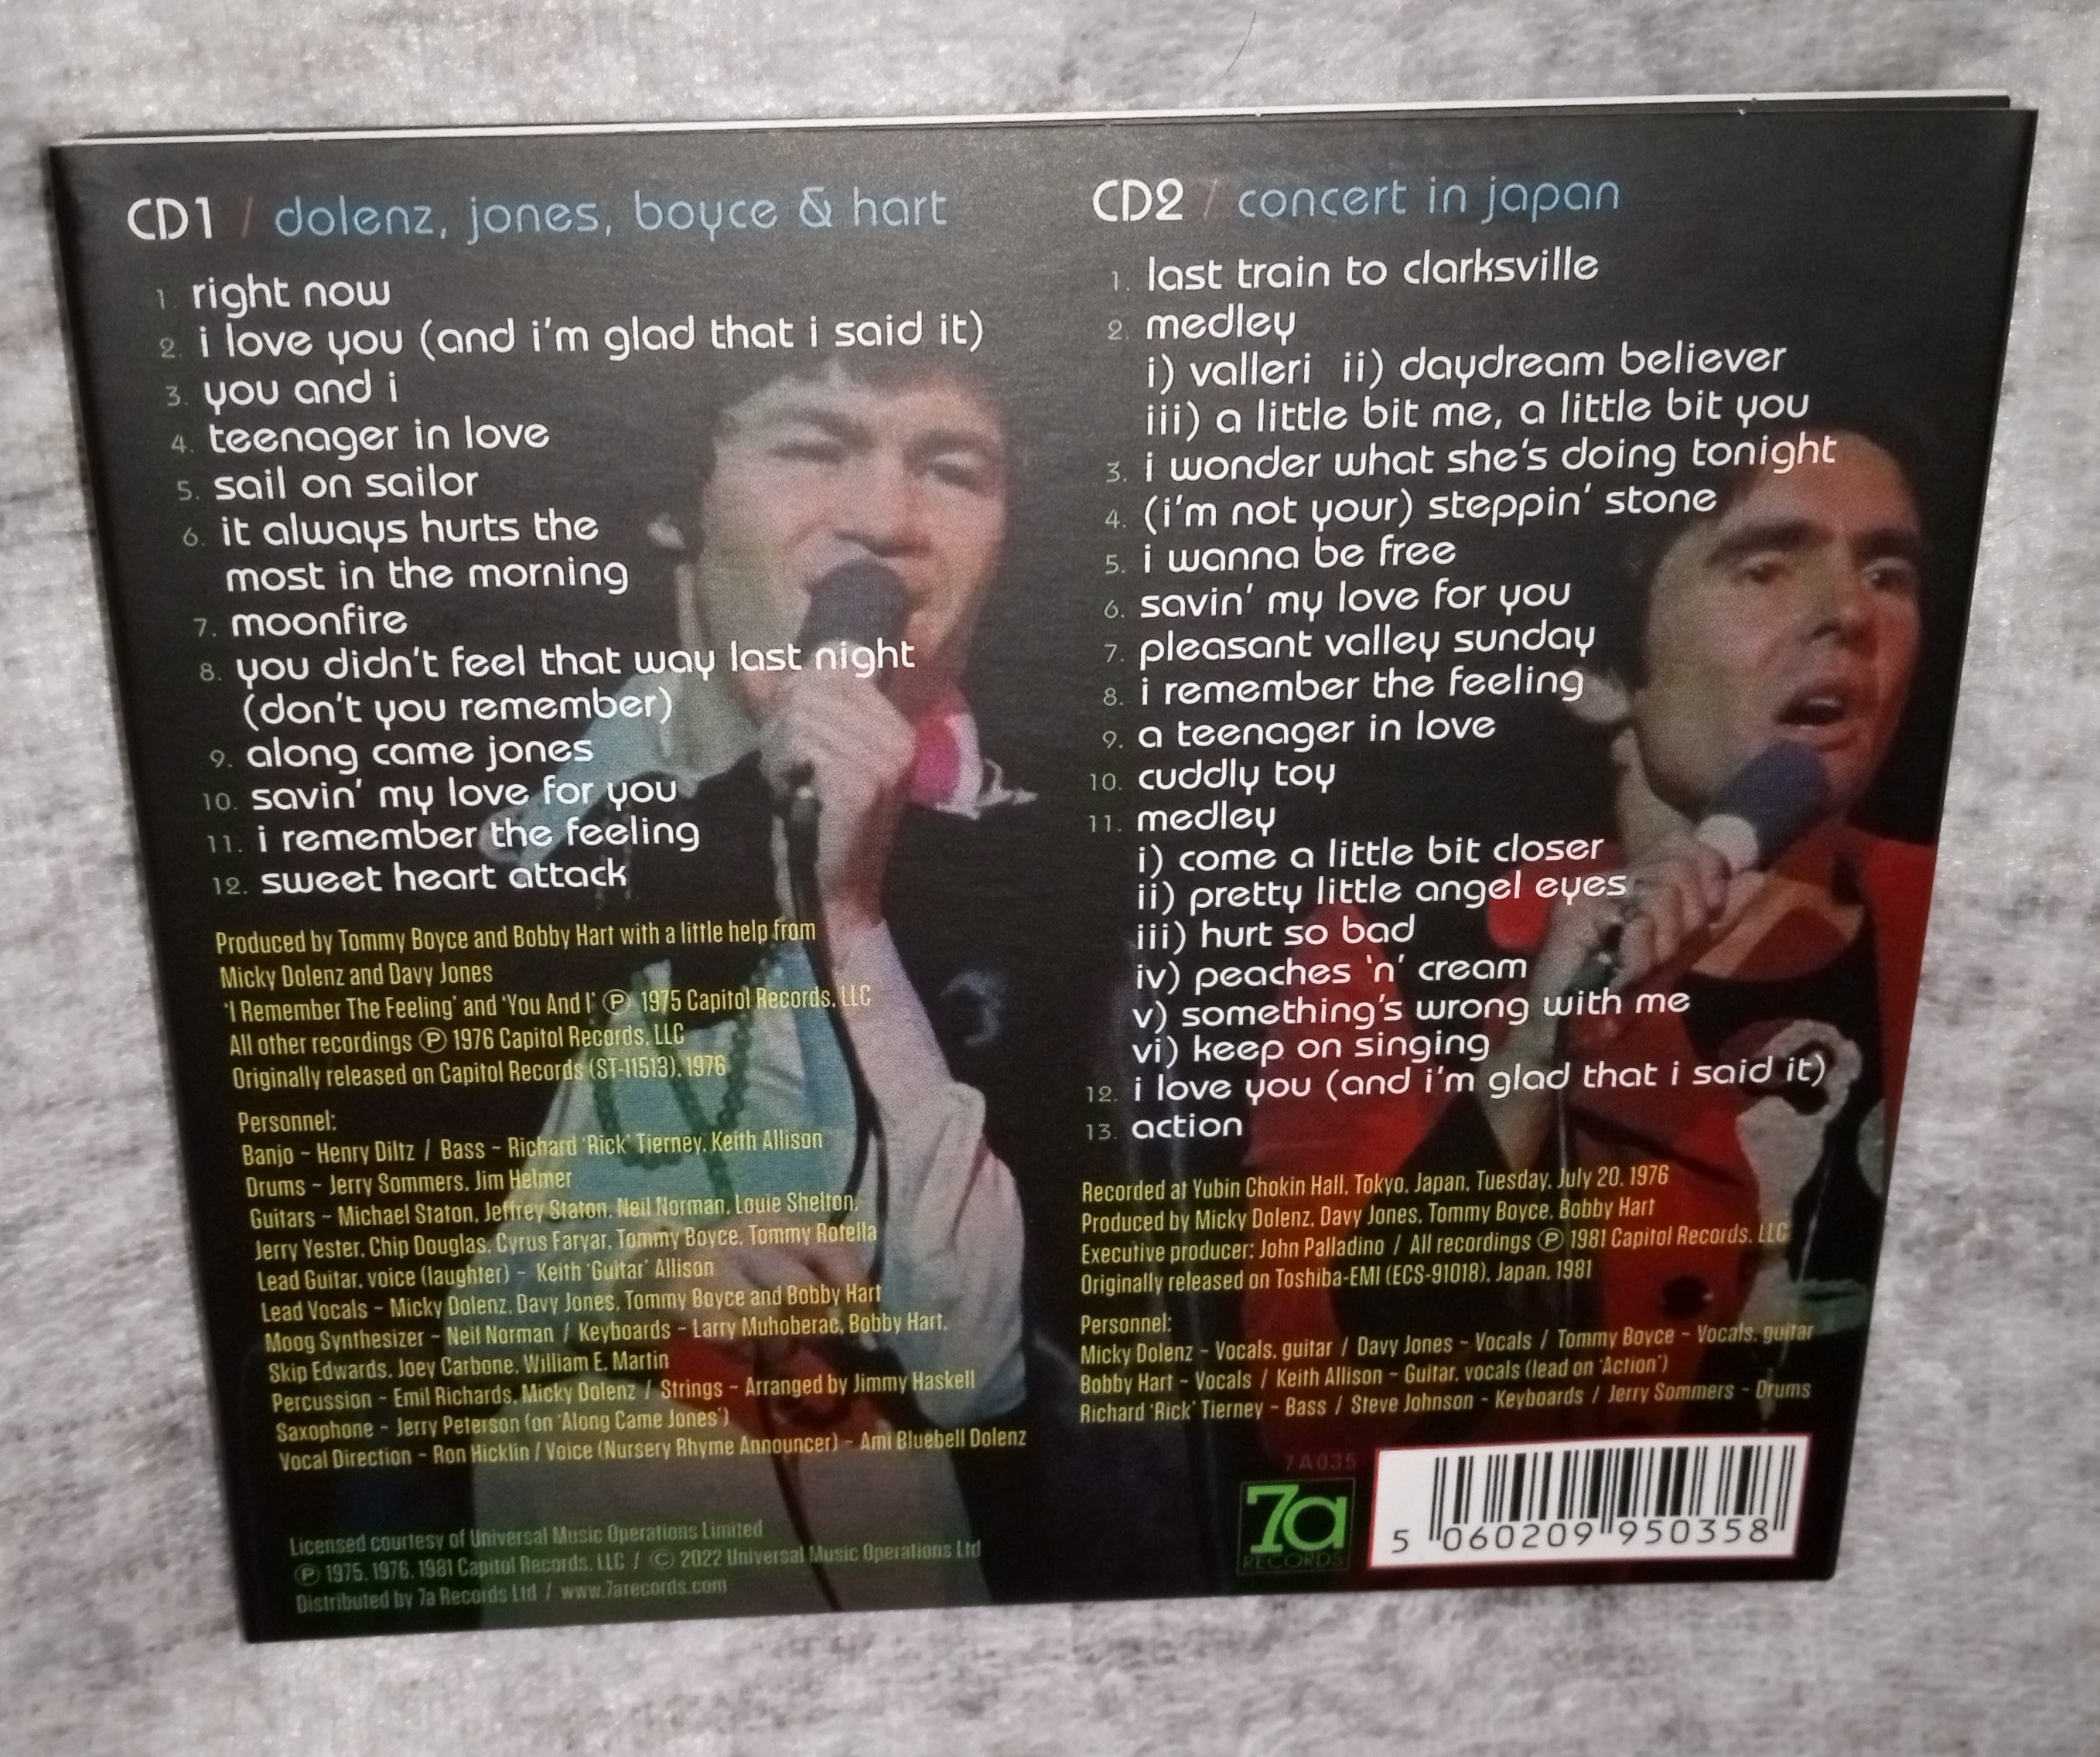 CD1 / dolenz, jones, boyce & hart
1. right now
2. i love you (and i'm glad that i said it)
3. you and i
4. teenager in love
5. sail on sailor
6. it always hurts the
most in the morning
7. moonfire
8. you didn't feel that way last night
(don't you remember)
9. along came jones
10. savin' my love for you
11. i remember the feeling
12. sweet heart attack
Produced by Tommy Boyce and Bobby Hart with a little help from
Micky Dolenz and Davy Jones
'I Remember The Feeling' and 'You And I' ℗ 1975 Capitol Records, LLC
All other recordings ℗ 1976 Capitol Records, LLC
Originally released on Capitol Records (ST-11513), 1976
Personnel:
Banjo – Henry Diltz / Bass – Richard 'Rick' Tierney, Keith Allison
Drums – Jerry Sommers, Jim Helmer
Guitars – Michael Staton, Jeffrey Staton, Neil Norman, Louie Shelton,
Jerry Yester, Chip Douglas, Cyrus Faryar, Tommy Boyce, Tommy Rotella
Lead Guitar, voice (laughter) – Keith 'Guitar' Allison
Lead Vocals – Micky Dolenz, Davy Jones, Tommy Boyce and Bobby Hart
Moog Synthesizer – Neil Norman / Keyboards – Larry Muhoberac, Bobby Hart,
Skip Edwards, Joey Carbone, William E. Martin
Percussion – Emil Richards, Micky Dolenz / Strings – Arranged by Jimmy Haskell
Saxophone – Jerry Peterson (on 'Along Came Jones')
Vocal Direction – Ron Hicklin / Voice (Nursery Rhyme Announcer) – Ami Bluebell Dolenz
Licensed courtesy of Universal Music Operations Limited
℗ 1975, 1976, 1981 Capitol Records, LLC / © 2022 Universal Music Operations Ltd
Distributed by 7a Records Ltd / www.7arecords.com
CD2 / concert in japan
1. last train to clarksville
2. medley
i) valleri ii) daydream believer
iii) a little bit me, a little bit you
3. i wonder what she's doing tonight
4. (i'm not your) steppin' stone
5. i wanna be free
6. savin' my love for you
7. pleasant valley sunday
8. i remember the feeling
9. a teenager in love
10. cuddly toy
11. medley
i) come a little bit closer
ii) pretty little angel eyes
iii) hurt so bad
iv) peaches 'n' cream
v) something's wrong with me
vi) keep on singing
12. i love you (and i'm glad that i said it)
13. action
Recorded at Yubin Chokin Hall, Tokyo, Japan, Tuesday, July 20, 1976
Produced by Micky Dolenz, Davy Jones, Tommy Boyce, Bobby Hart
Executive producer: John Palladino / All recordings ℗ 1981 Capitol Records, LLC
Originally released on Toshiba-EMI (ECS-91018), Japan, 1981
Personnel:
Micky Dolenz – Vocals, guitar / Davy Jones – Vocals / Tommy Boyce – Vocals, guitar
Bobby Hart – Vocals / Keith Allison – Guitar, vocals (lead on 'Action')
Richard 'Rick' Tierney – Bass / Steve Johnson – Keyboards / Jerry Sommers – Drums
7A035
7a
RECORDS
5 060209 950358